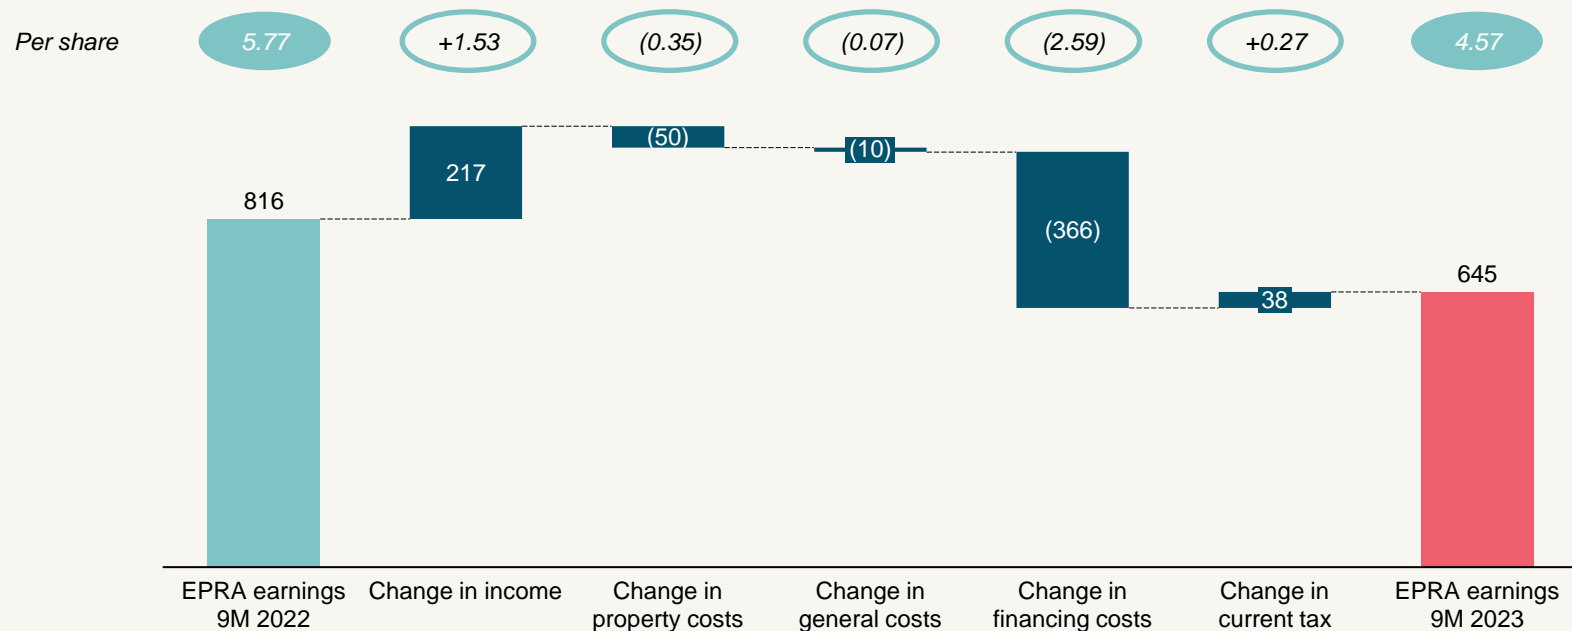 Per share
5.77
+1.53
(0.35)
(0.07)
(2.59)
+0.27
4.57
816
217
(50)
(10)
(366)
38
645
EPRA earnings
9M 2022
Change in income
Change in
property costs
Change in
general costs
Change in
financing costs
Change in
current tax
EPRA earnings
9M 2023